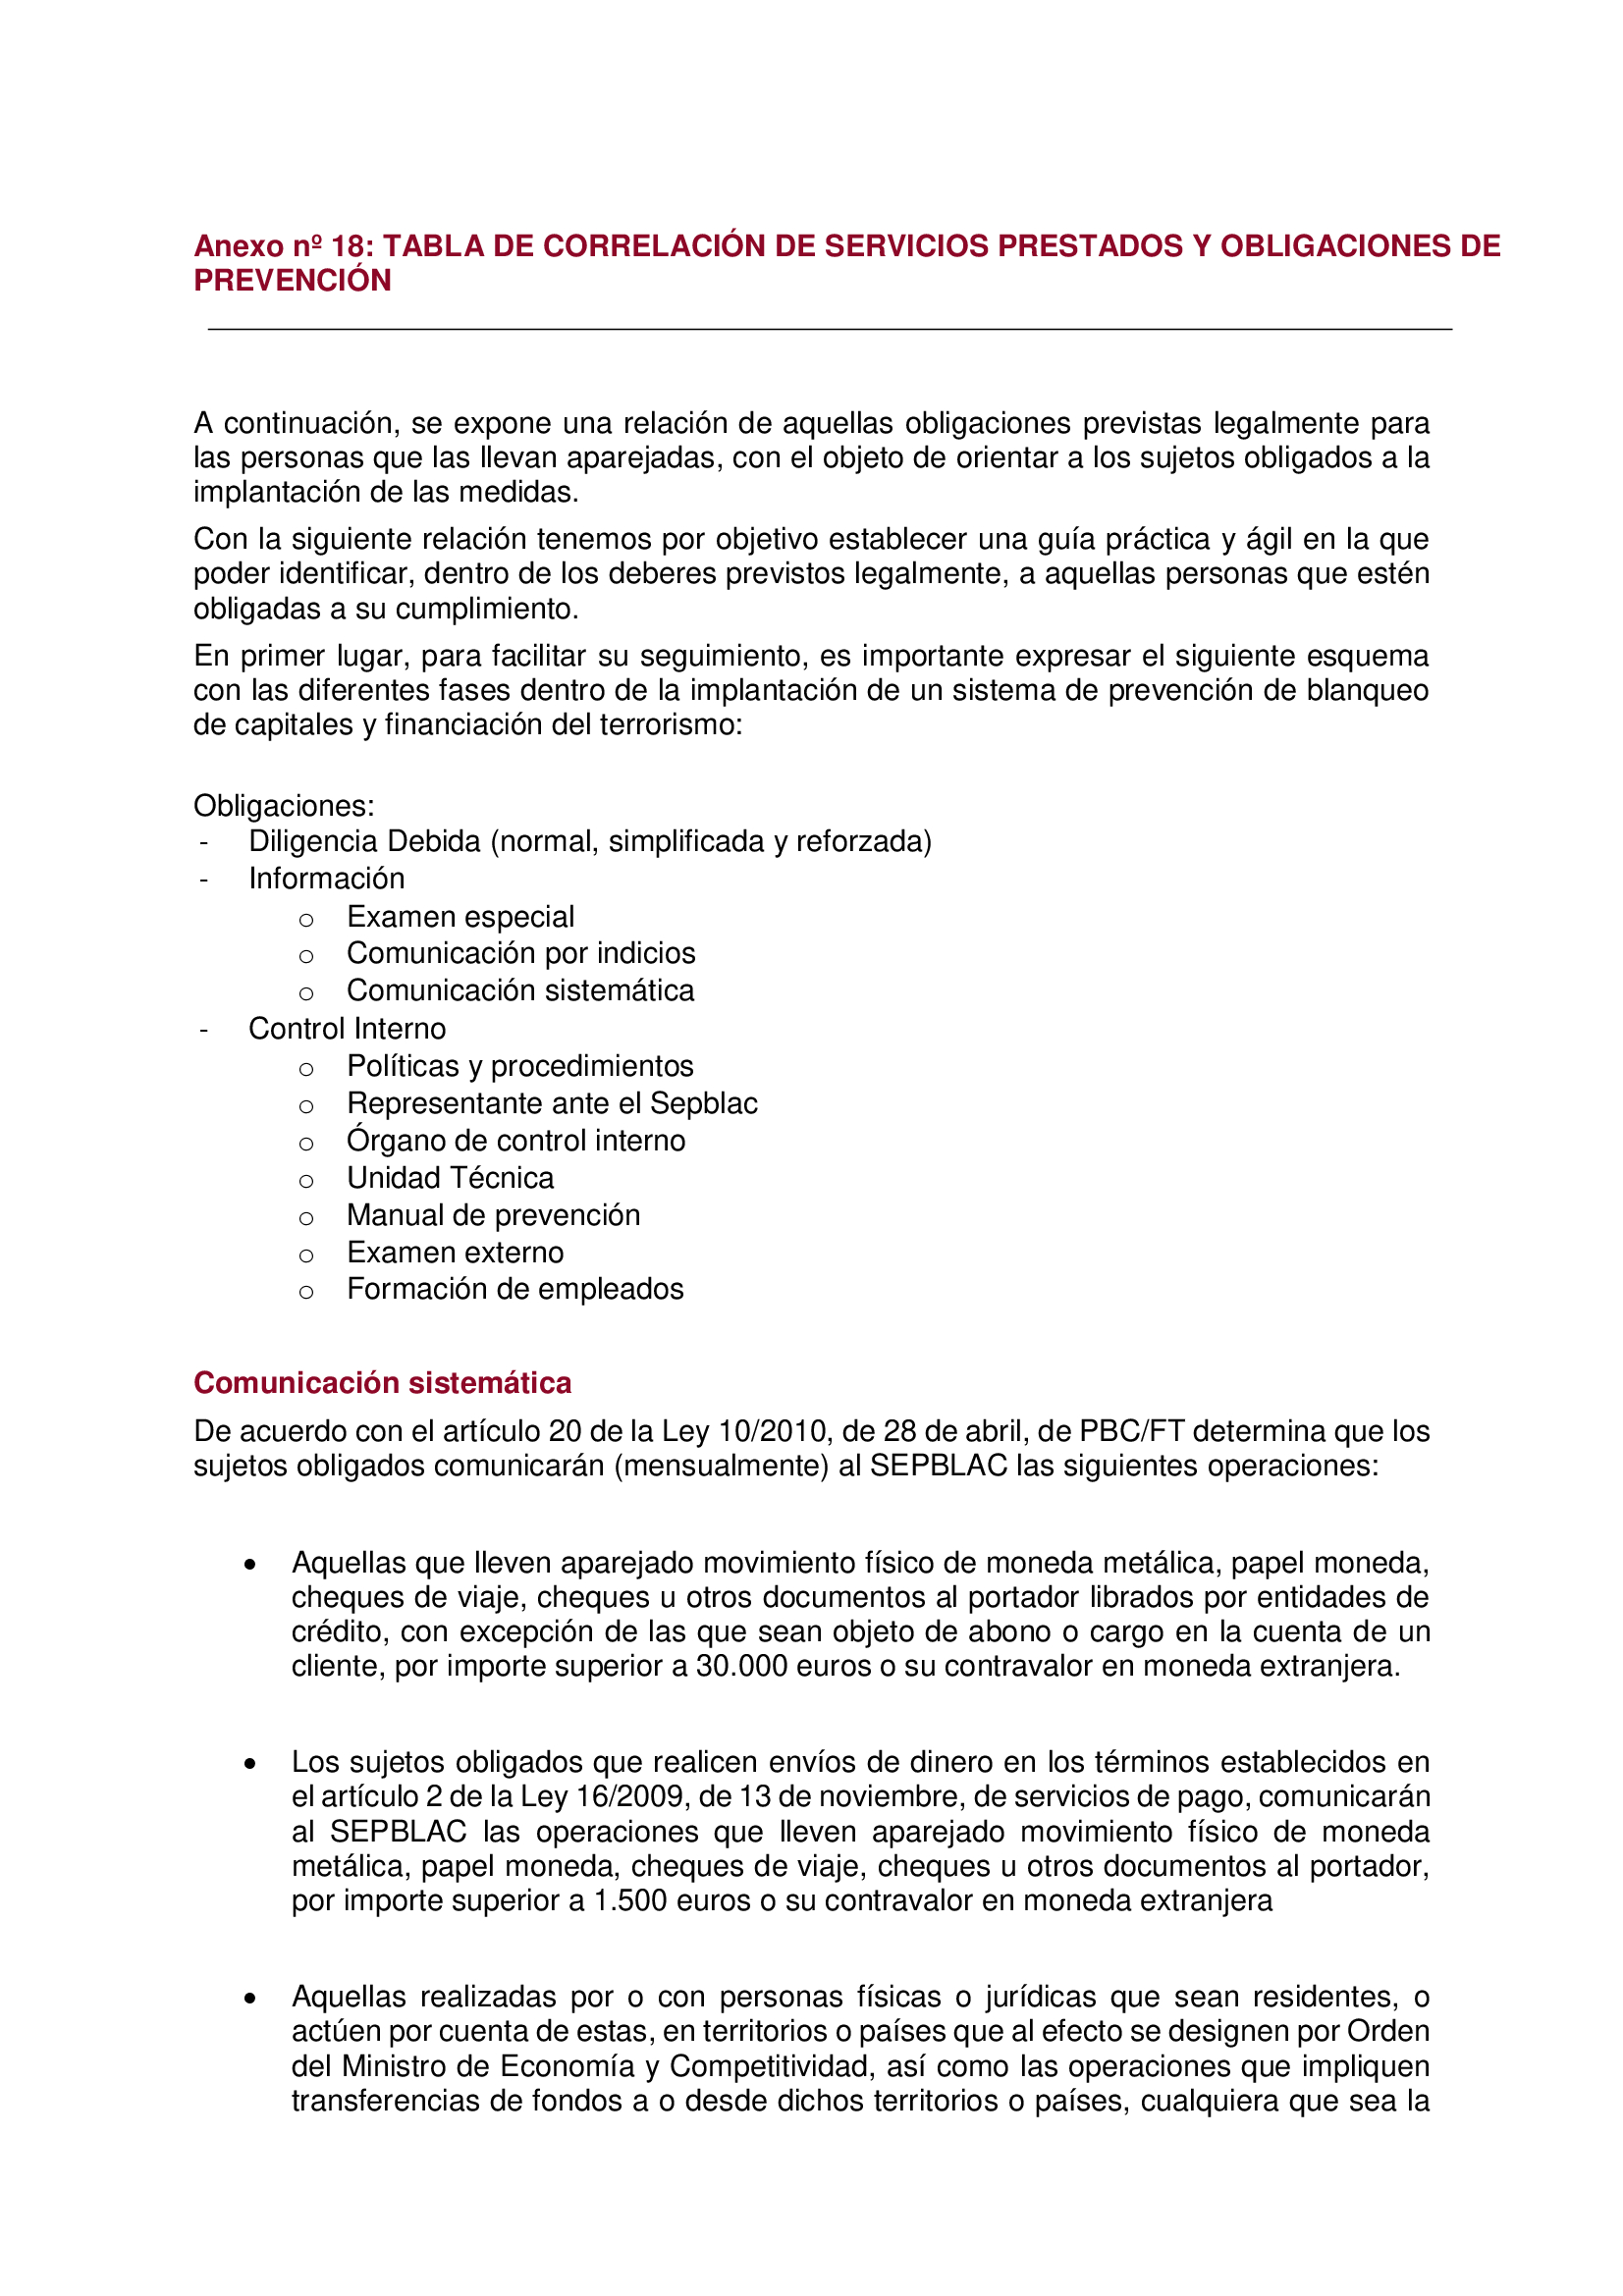 Anexo nº 18: TABLA DE CORRELACIÓN DE SERVICIOS PRESTADOS Y OBLIGACIONES DE
PREVENCIÓN
A continuación, se expone una relación de aquellas obligaciones previstas legalmente para
las personas que las llevan aparejadas, con el objeto de orientar a los sujetos obligados a la
implantación de las medidas.
Con la siguiente relación tenemos por objetivo establecer una guía práctica y ágil en la que
poder identificar, dentro de los deberes previstos legalmente, a aquellas personas que estén
obligadas a su cumplimiento.
En primer lugar, para facilitar su seguimiento, es importante expresar el siguiente esquema
con las diferentes fases dentro de la implantación de un sistema de prevención de blanqueo
de capitales y financiación del terrorismo:
Obligaciones:
- Diligencia Debida (normal, simplificada y reforzada)
- Información
o Examen especial
o Comunicación por indicios
o Comunicación sistemática
- Control Interno
o Políticas y procedimientos
o Representante ante el Sepblac
o Órgano de control interno
o Unidad Técnica
o Manual de prevención
o Examen externo
o Formación de empleados
Comunicación sistemática
De acuerdo con el artículo 20 de la Ley 10/2010, de 28 de abril, de PBC/FT determina que los
sujetos obligados comunicarán (mensualmente) al SEPBLAC las siguientes operaciones:
• Aquellas que lleven aparejado movimiento físico de moneda metálica, papel moneda,
cheques de viaje, cheques u otros documentos al portador librados por entidades de
crédito, con excepción de las que sean objeto de abono o cargo en la cuenta de un
cliente, por importe superior a 30.000 euros o su contravalor en moneda extranjera.
• Los sujetos obligados que realicen envíos de dinero en los términos establecidos en
el artículo 2 de la Ley 16/2009, de 13 de noviembre, de servicios de pago, comunicarán
al SEPBLAC las operaciones que lleven aparejado movimiento físico de moneda
metálica, papel moneda, cheques de viaje, cheques u otros documentos al portador,
por importe superior a 1.500 euros o su contravalor en moneda extranjera
• Aquellas realizadas por o con personas físicas o jurídicas que sean residentes, o
actúen por cuenta de estas, en territorios o países que al efecto se designen por Orden
del Ministro de Economía y Competitividad, así como las operaciones que impliquen
transferencias de fondos a o desde dichos territorios o países, cualquiera que sea la